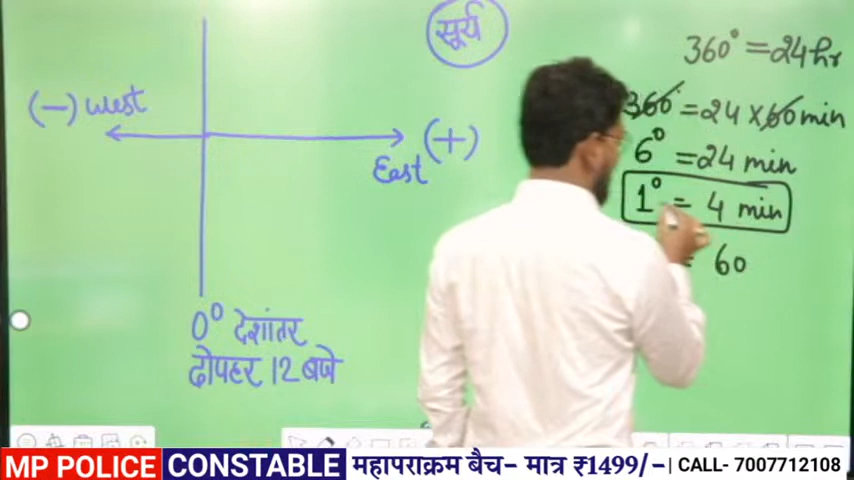 सूर्य
(−) West
East (+)
0° देशांतर
दोपहर 12 बजे
360° = 24 hr
360 = 24 × 60 min
6° = 24 min
1° = 4 min
= 60
MP POLICE CONSTABLE महापराक्रम बैच- मात्र ₹1499/- | CALL- 7007712108